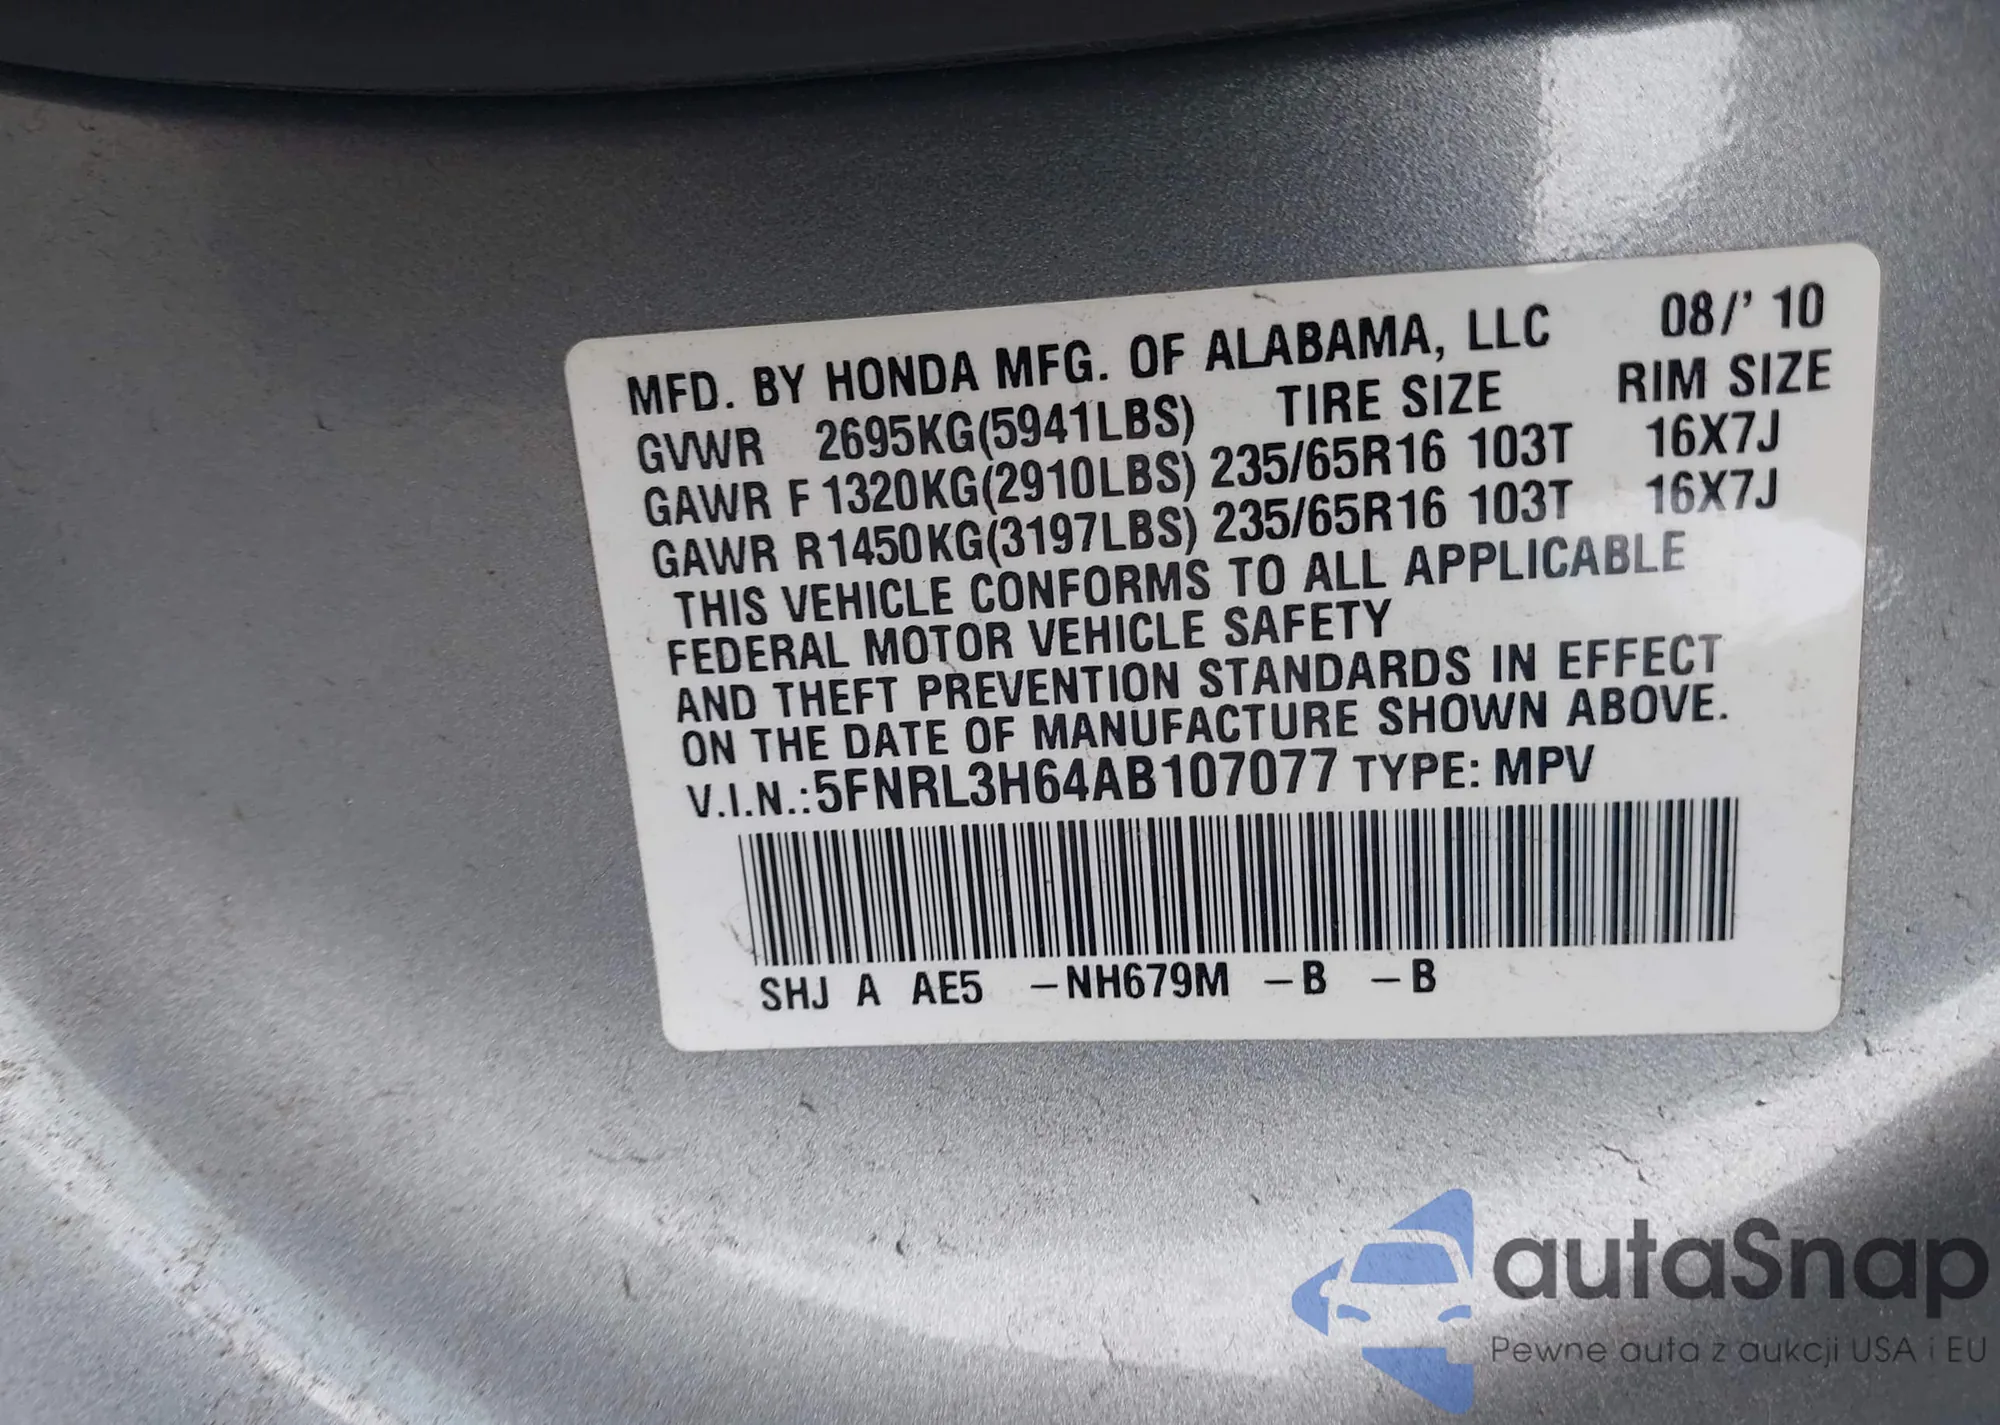 MFD. BY HONDA MFG. OF ALABAMA, LLC 08/' 10
GVWR 2695KG(5941LBS) TIRE SIZE RIM SIZE
GAWR F 1320KG(2910LBS) 235/65R16 103T 16X7J
GAWR R1450KG(3197LBS) 235/65R16 103T 16X7J
THIS VEHICLE CONFORMS TO ALL APPLICABLE
FEDERAL MOTOR VEHICLE SAFETY
AND THEFT PREVENTION STANDARDS IN EFFECT
ON THE DATE OF MANUFACTURE SHOWN ABOVE.
V.I.N.:5FNRL3H64AB107077 TYPE: MPV
SHJ A AE5 -NH679M -B -B
autaSnap
Pewne auta z aukcji USA i EU